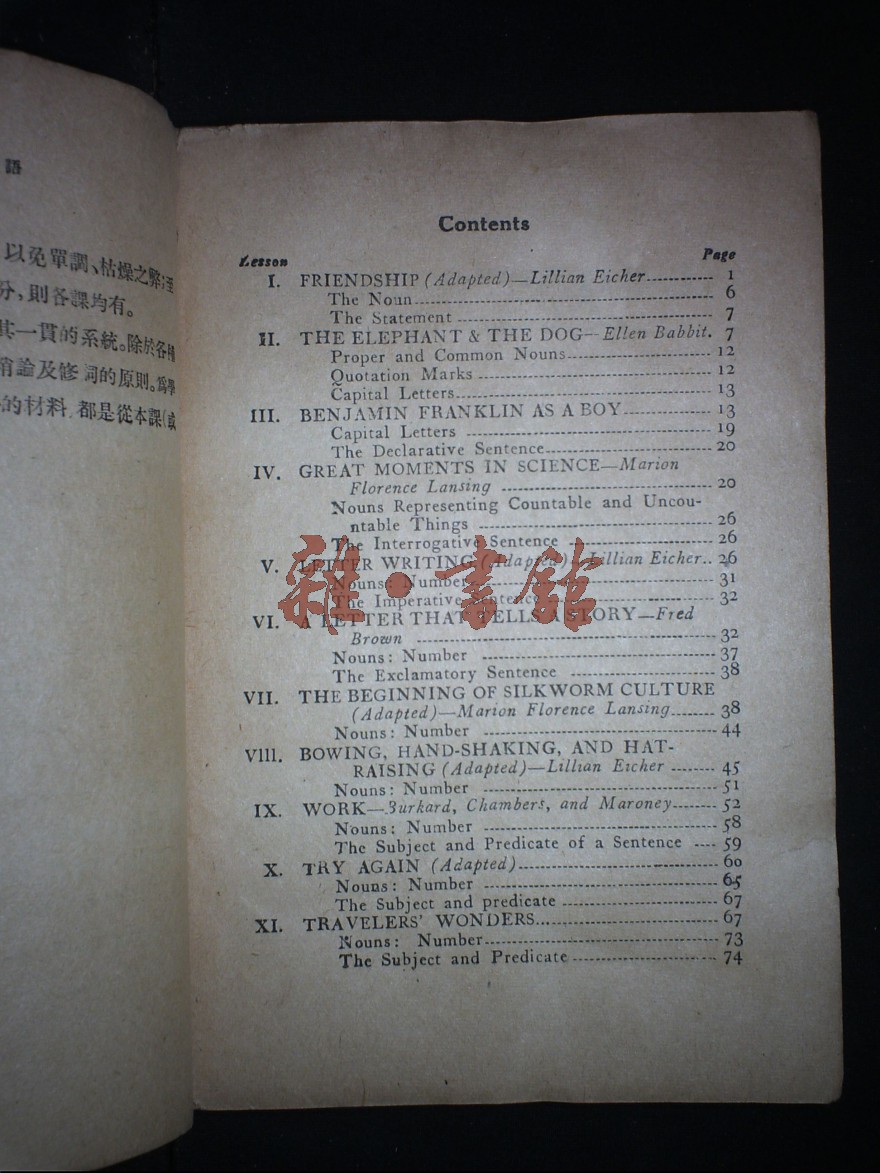 語
以免單調、枯燥之弊;至
分,則各課均有。
其一貫的系統。除於各種
論及修詞的原則。爲學
的材料,都是從本課(或
Contents
Lesson Page
I. FRIENDSHIP (Adapted)—Lillian Eicher 1
The Noun 6
The Statement 7
II. THE ELEPHANT & THE DOG—Ellen Babbit. 7
Proper and Common Nouns 12
Quotation Marks 12
Capital Letters 13
III. BENJAMIN FRANKLIN AS A BOY 13
Capital Letters 19
The Declarative Sentence 20
IV. GREAT MOMENTS IN SCIENCE—Marion
Florence Lansing 20
Nouns Representing Countable and Uncou-
ntable Things 26
The Interrogative Sentence 26
V. LETTER WRITING (Adapted)—Lillian Eicher.. 26
Nouns: Number 31
The Imperative Sentence 32
VI. A LETTER THAT TELLS A STORY—Fred
Brown 32
Nouns: Number 37
The Exclamatory Sentence 38
VII. THE BEGINNING OF SILKWORM CULTURE
(Adapted)—Marion Florence Lansing 38
Nouns: Number 44
VIII. BOWING, HAND-SHAKING, AND HAT-
RAISING (Adapted)—Lillian Eicher 45
Nouns: Number 51
IX. WORK—Burkard, Chambers, and Maroney 52
Nouns: Number 58
The Subject and Predicate of a Sentence 59
X. TRY AGAIN (Adapted) 60
Nouns: Number 65
The Subject and predicate 67
XI. TRAVELERS' WONDERS 67
Nouns: Number 73
The Subject and Predicate 74
雜·書館